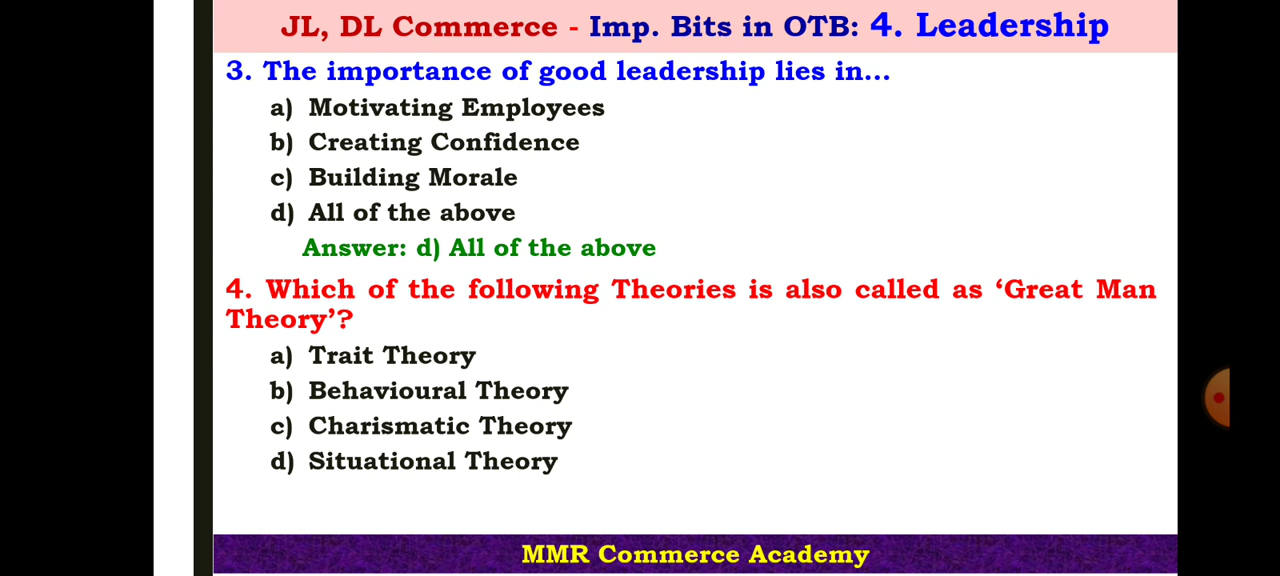 JL, DL Commerce - Imp. Bits in OTB: 4. Leadership
3. The importance of good leadership lies in...
a) Motivating Employees
b) Creating Confidence
c) Building Morale
d) All of the above
Answer: d) All of the above
4. Which of the following Theories is also called as ‘Great Man
Theory’?
a) Trait Theory
b) Behavioural Theory
c) Charismatic Theory
d) Situational Theory
MMR Commerce Academy